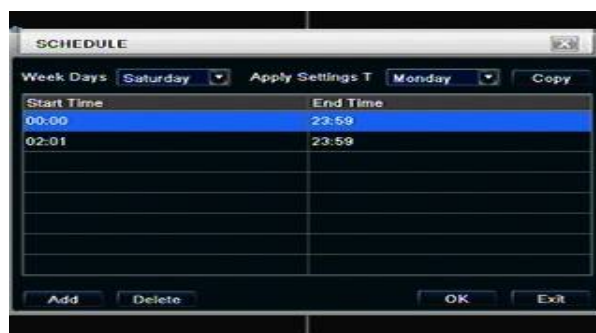 SCHEDULE
Week Days Saturday Apply Settings T Monday Copy
Start Time End Time
00:00 23:59
02:01 23:59
Add Delete OK Exit